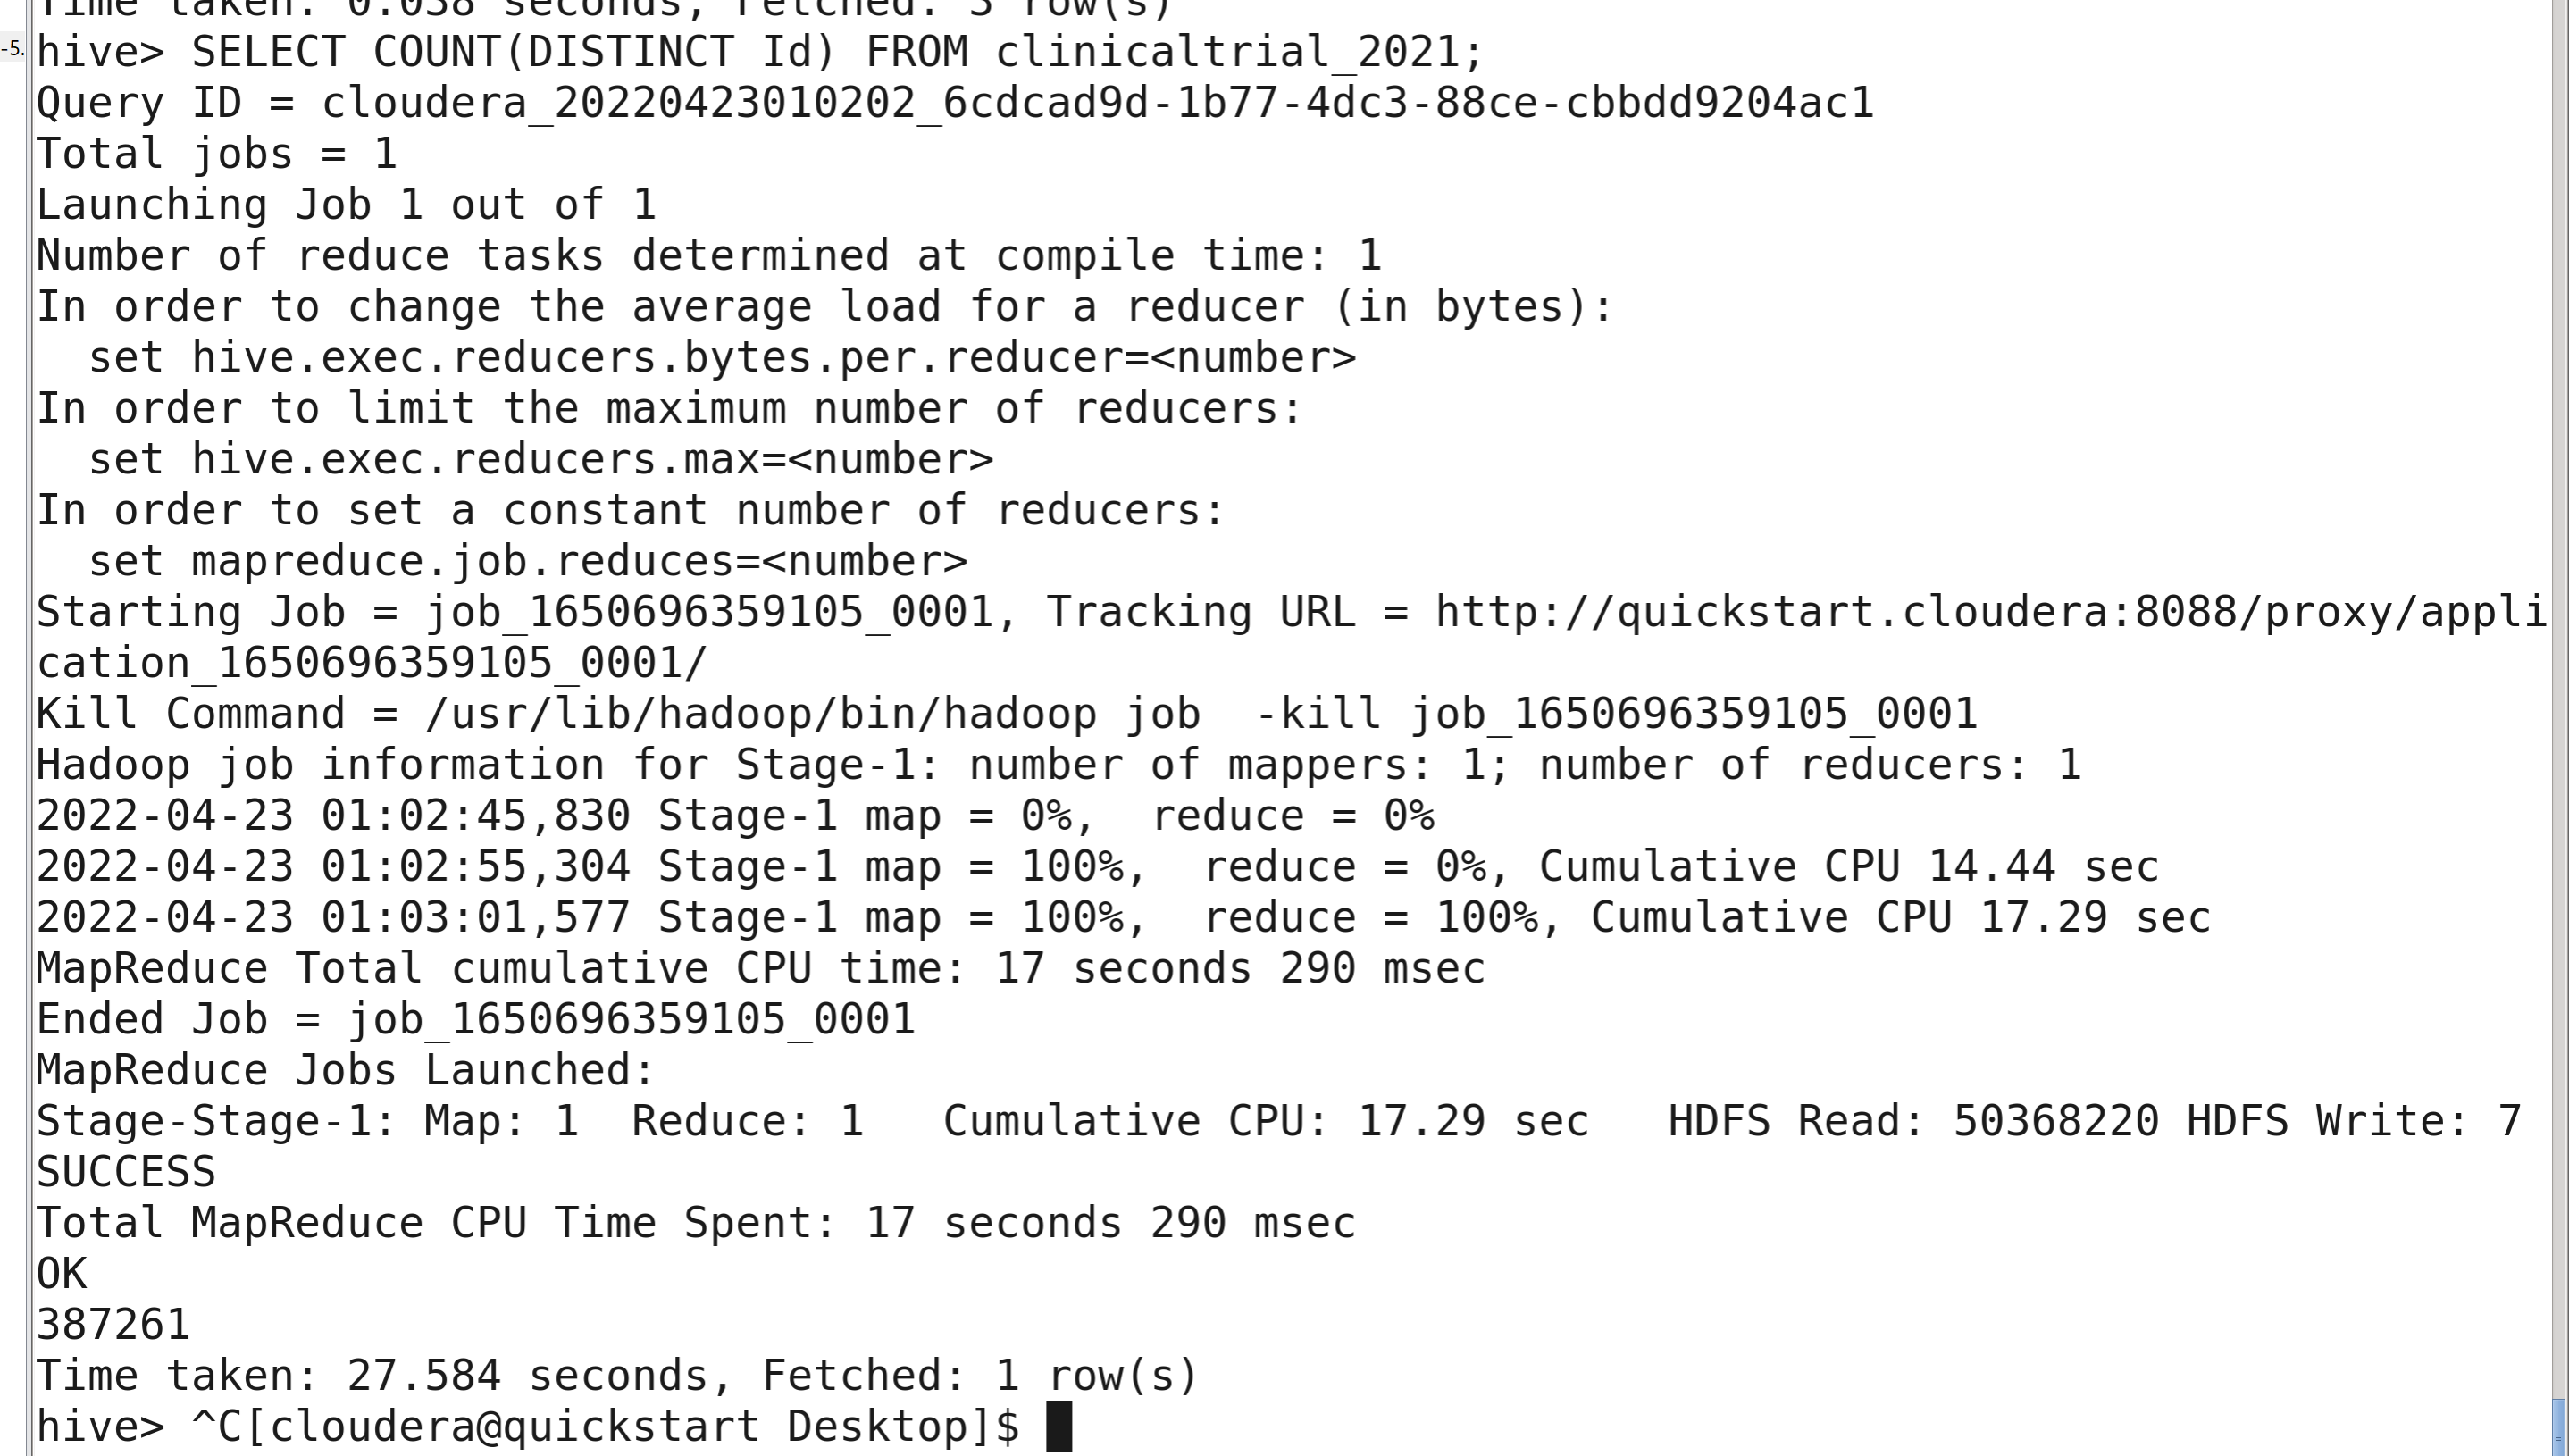 Time taken: 0.038 seconds, Fetched: 3 row(s)
-5.
hive> SELECT COUNT(DISTINCT Id) FROM clinicaltrial_2021;
Query ID = cloudera_20220423010202_6cdcad9d-1b77-4dc3-88ce-cbbdd9204ac1
Total jobs = 1
Launching Job 1 out of 1
Number of reduce tasks determined at compile time: 1
In order to change the average load for a reducer (in bytes):
  set hive.exec.reducers.bytes.per.reducer=<number>
In order to limit the maximum number of reducers:
  set hive.exec.reducers.max=<number>
In order to set a constant number of reducers:
  set mapreduce.job.reduces=<number>
Starting Job = job_1650696359105_0001, Tracking URL = http://quickstart.cloudera:8088/proxy/appli
cation_1650696359105_0001/
Kill Command = /usr/lib/hadoop/bin/hadoop job  -kill job_1650696359105_0001
Hadoop job information for Stage-1: number of mappers: 1; number of reducers: 1
2022-04-23 01:02:45,830 Stage-1 map = 0%,  reduce = 0%
2022-04-23 01:02:55,304 Stage-1 map = 100%,  reduce = 0%, Cumulative CPU 14.44 sec
2022-04-23 01:03:01,577 Stage-1 map = 100%,  reduce = 100%, Cumulative CPU 17.29 sec
MapReduce Total cumulative CPU time: 17 seconds 290 msec
Ended Job = job_1650696359105_0001
MapReduce Jobs Launched:
Stage-Stage-1: Map: 1  Reduce: 1   Cumulative CPU: 17.29 sec   HDFS Read: 50368220 HDFS Write: 7
SUCCESS
Total MapReduce CPU Time Spent: 17 seconds 290 msec
OK
387261
Time taken: 27.584 seconds, Fetched: 1 row(s)
hive> ^C[cloudera@quickstart Desktop]$